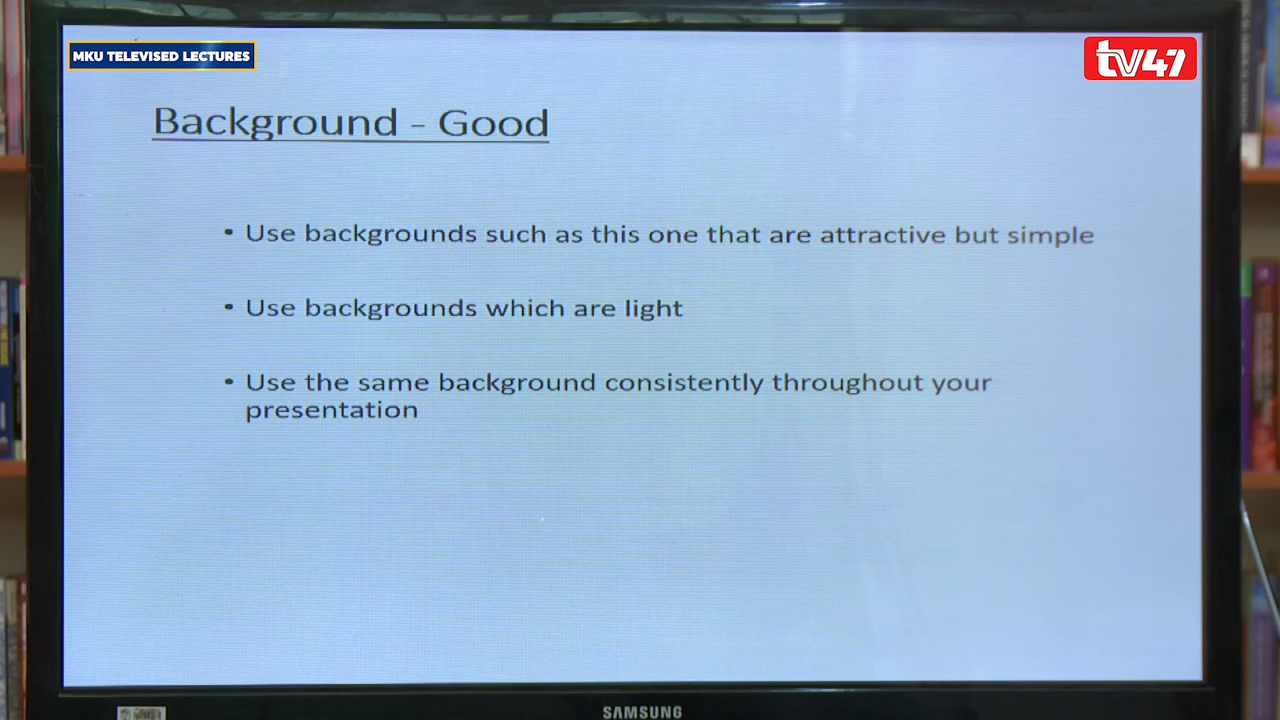 MKU TELEVISED LECTURES
tv47
Background - Good
• Use backgrounds such as this one that are attractive but simple
• Use backgrounds which are light
• Use the same background consistently throughout your
presentation
SAMSUNG